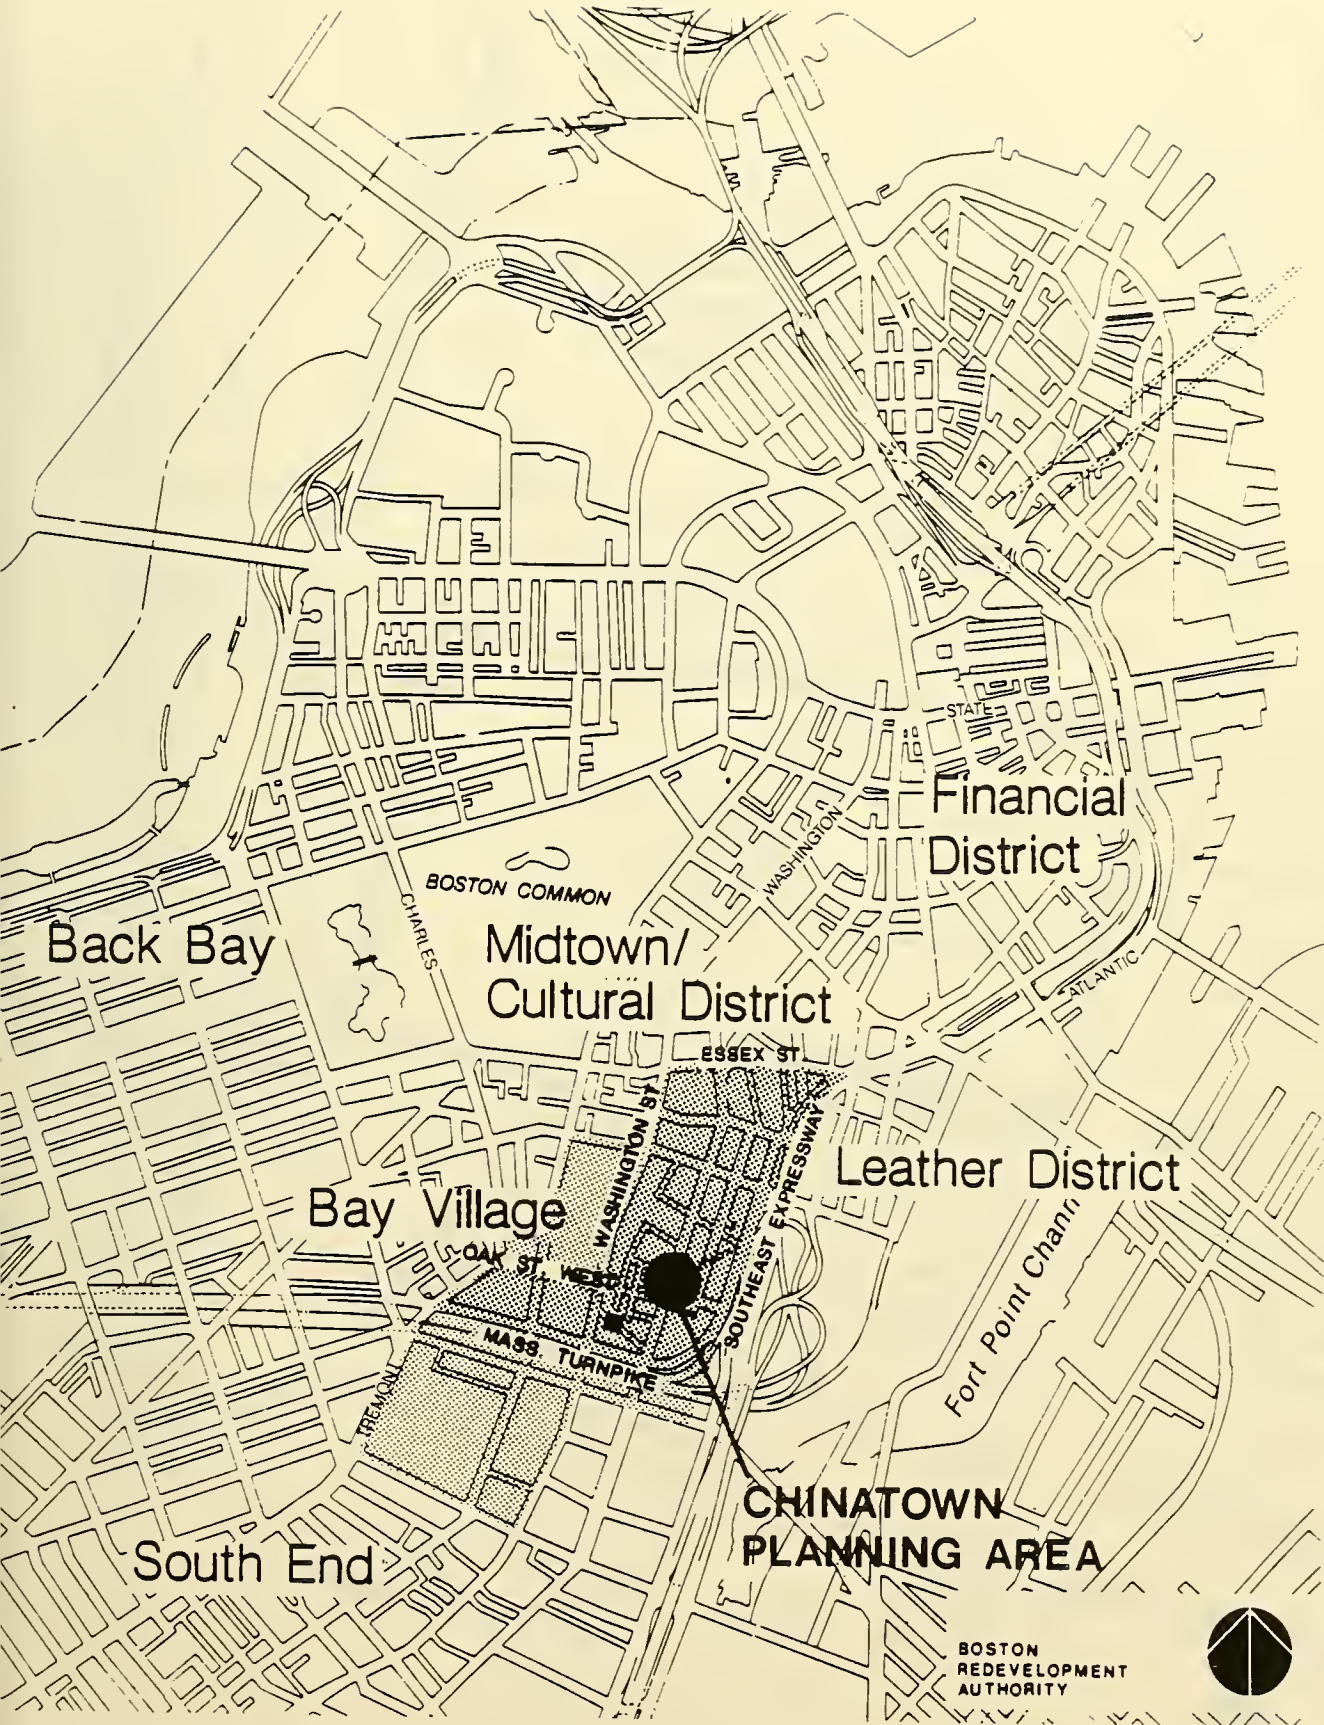 STATE
Financial
District
WASHINGTON
BOSTON COMMON
CHARLES
Back Bay
Midtown/
Cultural District
ATLANTIC
ESSEX ST.
WASHINGTON ST
SOUTHEAST EXPRESSWAY
Leather District
Bay Village
OAK ST. WEST
MASS. TURNPIKE
Fort Point Chann
TREMONT
CHINATOWN
PLANNING AREA
South End
BOSTON
REDEVELOPMENT
AUTHORITY